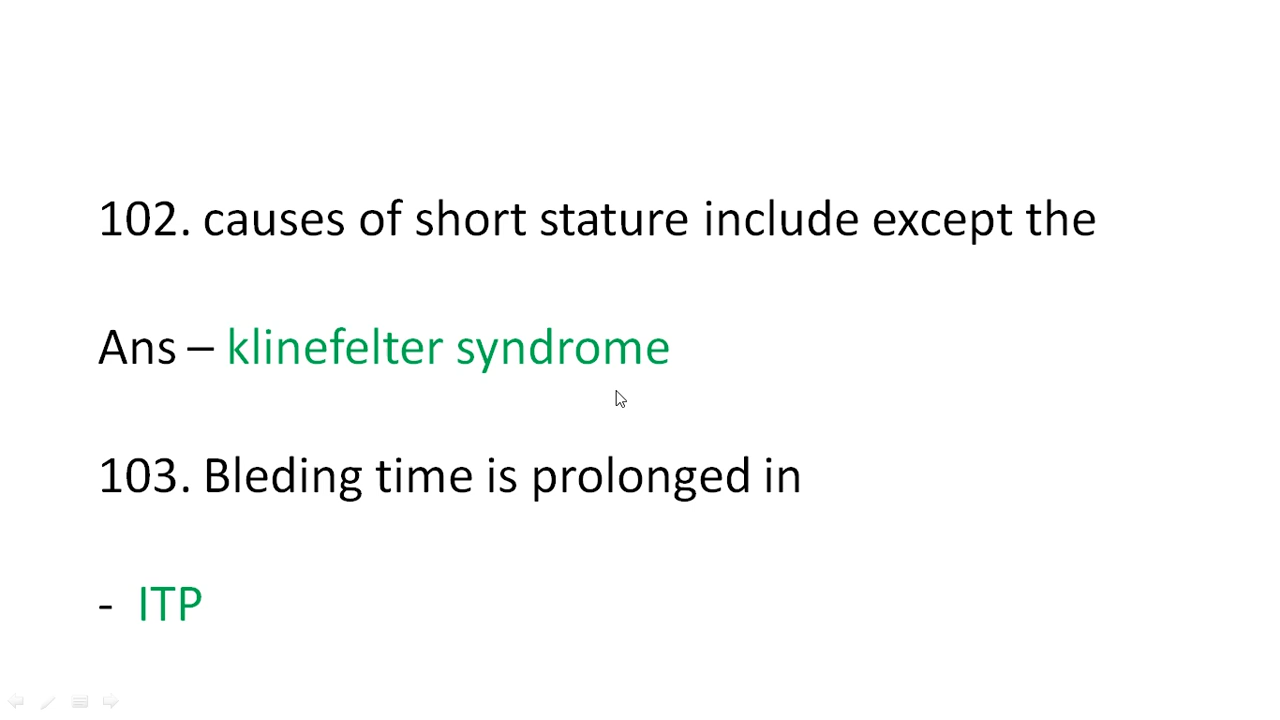 102. causes of short stature include except the
Ans – klinefelter syndrome
103. Bleding time is prolonged in
- ITP